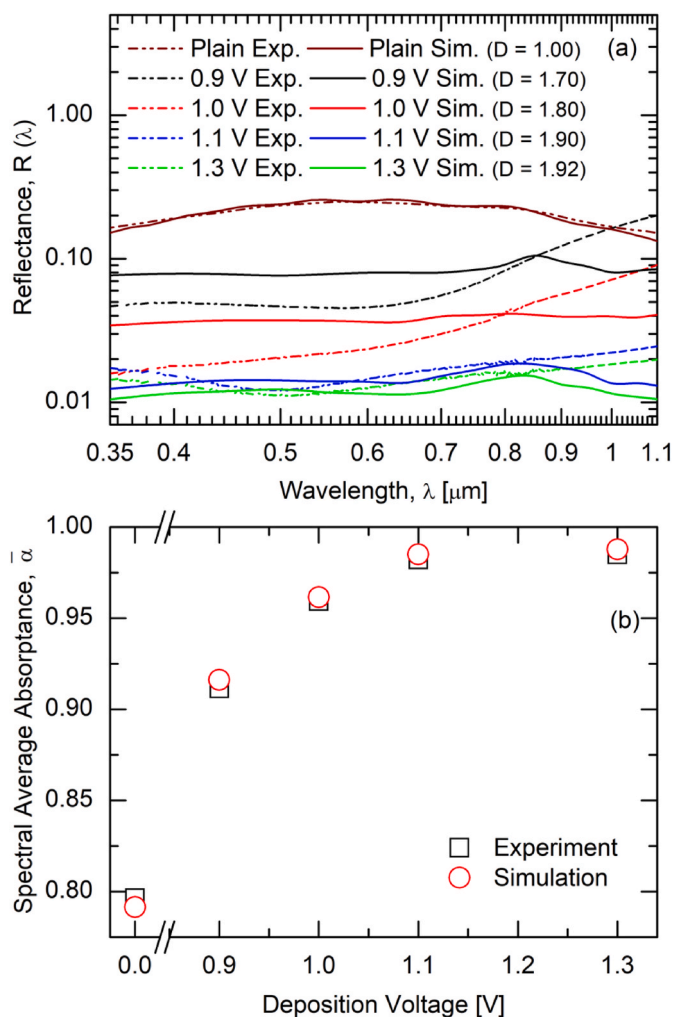 Plain Exp. Plain Sim. (D = 1.00) (a)
0.9 V Exp. 0.9 V Sim. (D = 1.70)
1.0 V Exp. 1.0 V Sim. (D = 1.80)
1.1 V Exp. 1.1 V Sim. (D = 1.90)
1.3 V Exp. 1.3 V Sim. (D = 1.92)
Reflectance, R (λ)
1.00
0.10
0.01
0.35 0.4 0.5 0.6 0.7 0.8 0.9 1 1.1
Wavelength, λ [μm]
Spectral Average Absorptance, α̅
1.00
0.95
0.90
0.85
0.80
(b)
Experiment
Simulation
0.0 0.9 1.0 1.1 1.2 1.3
Deposition Voltage [V]